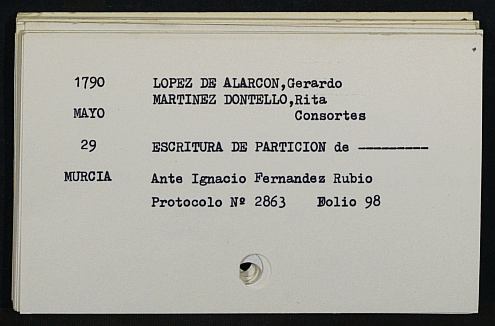 1790 LOPEZ DE ALARCON,Gerardo
MARTINEZ DONTELLO,Rita
MAYO Consortes
29 ESCRITURA DE PARTICION de ---------
MURCIA Ante Ignacio Fernandez Rubio
Protocolo Nº 2863 Folio 98